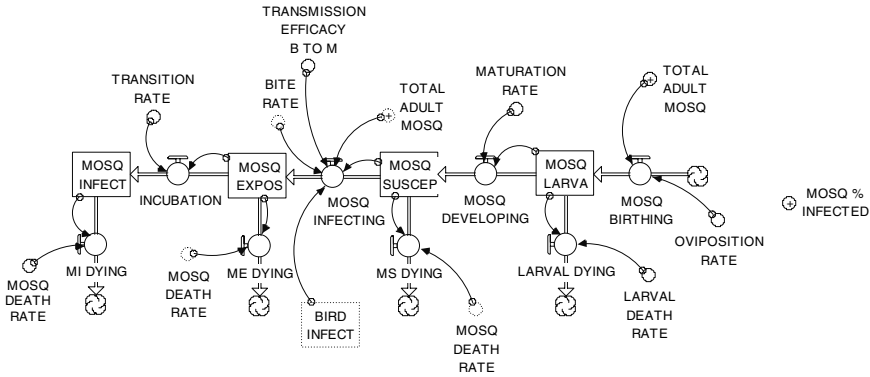 TRANSMISSION
EFFICACY
B TO M
TRANSITION
RATE
BITE
RATE
TOTAL
ADULT
MOSQ
MATURATION
RATE
TOTAL
ADULT
MOSQ
MOSQ
INFECT
INCUBATION
MOSQ
EXPOS
MOSQ
INFECTING
MOSQ
SUSCEP
MOSQ
DEVELOPING
MOSQ
LARVA
MOSQ
BIRTHING
MOSQ %
INFECTED
OVIPOSITION
RATE
MI DYING
MOSQ
DEATH
RATE
ME DYING
MOSQ
DEATH
RATE
BIRD
INFECT
MS DYING
MOSQ
DEATH
RATE
LARVAL DYING
LARVAL
DEATH
RATE